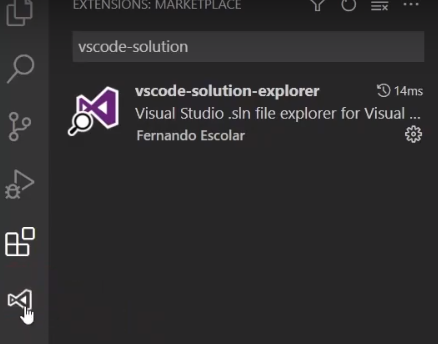 EXTENSIONS: MARKETPLACE
vscode-solution
vscode-solution-explorer 14ms
Visual Studio .sln file explorer for Visual ...
Fernando Escolar